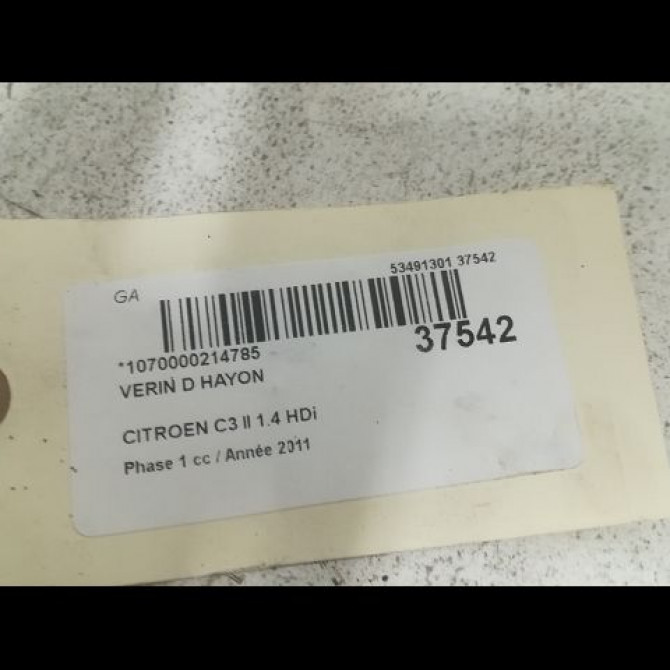 53491301 37542
GA
37542
*1070000214785
VERIN D HAYON
CITROEN C3 II 1.4 HDi
Phase 1 cc / Année 2011